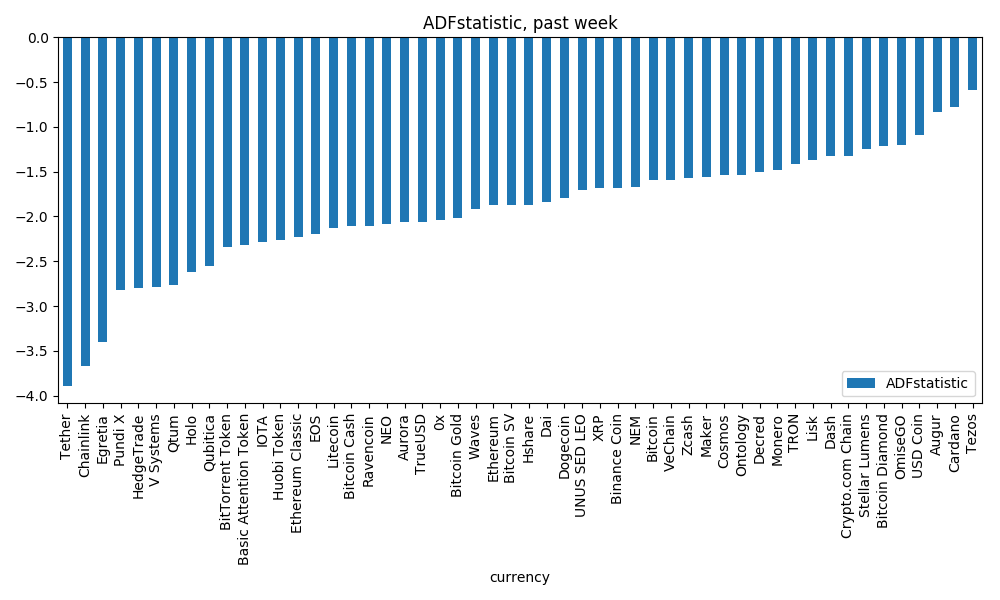 ADFstatistic, past week
0.0
−0.5
−1.0
−1.5
−2.0
−2.5
−3.0
−3.5
−4.0
ADFstatistic
Tether
Chainlink
Egretia
Pundi X
HedgeTrade
V Systems
Qtum
Holo
Qubitica
BitTorrent Token
Basic Attention Token
IOTA
Huobi Token
Ethereum Classic
EOS
Litecoin
Bitcoin Cash
Ravencoin
NEO
Aurora
TrueUSD
0x
Bitcoin Gold
Waves
Ethereum
Bitcoin SV
Hshare
Dai
Dogecoin
UNUS SED LEO
XRP
Binance Coin
NEM
Bitcoin
VeChain
Zcash
Maker
Cosmos
Ontology
Decred
Monero
TRON
Lisk
Dash
Crypto.com Chain
Stellar Lumens
Bitcoin Diamond
OmiseGO
USD Coin
Augur
Cardano
Tezos
currency